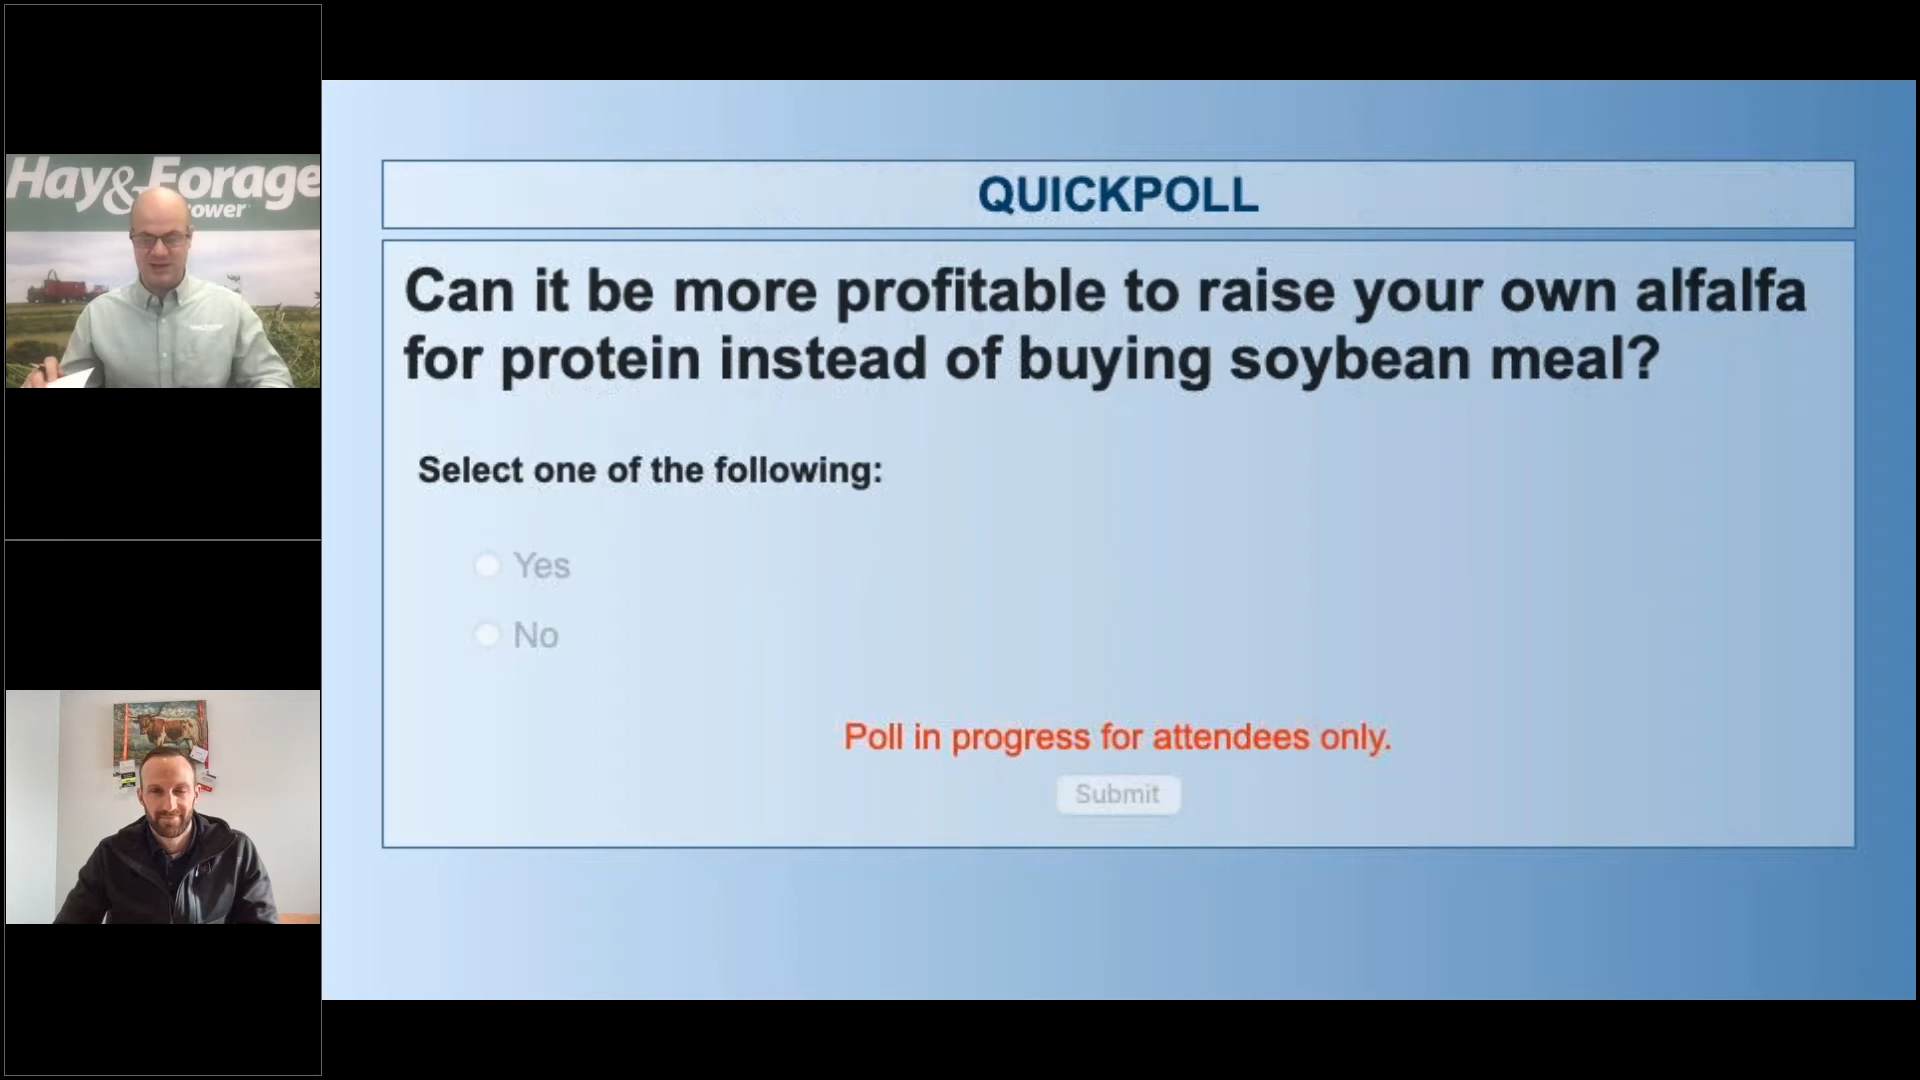 Hay&Forage
rower
QUICKPOLL
Can it be more profitable to raise your own alfalfa
for protein instead of buying soybean meal?
Select one of the following:
Yes
No
Poll in progress for attendees only.
Submit